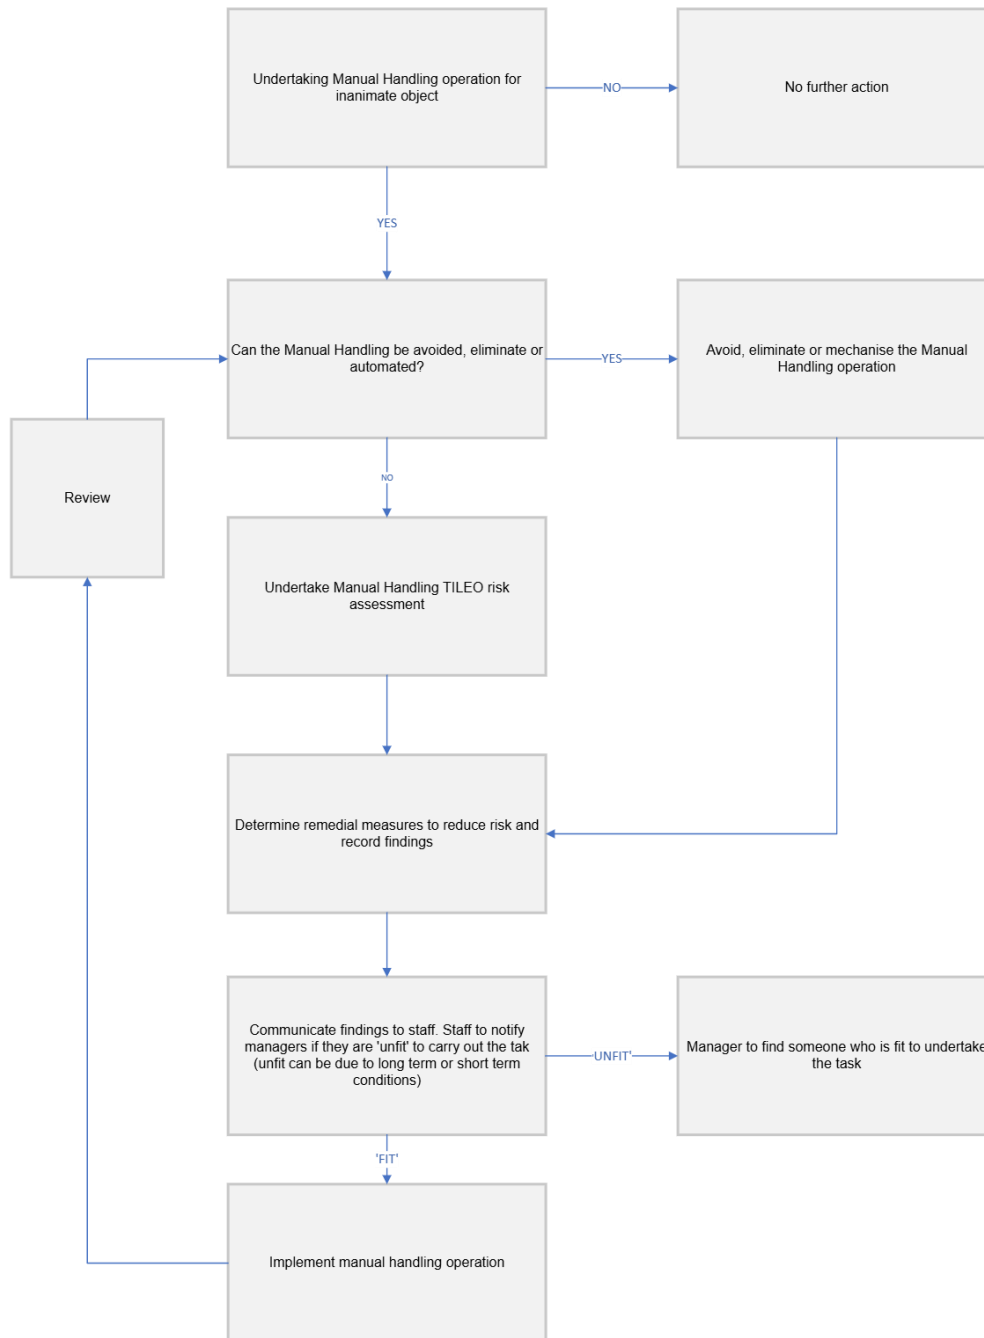 Undertaking Manual Handling operation for
inanimate object
NO
No further action
YES
Can the Manual Handling be avoided, eliminate or
automated?
YES
Avoid, eliminate or mechanise the Manual
Handling operation
Review
NO
Undertake Manual Handling TILEO risk
assessment
Determine remedial measures to reduce risk and
record findings
Communicate findings to staff. Staff to notify
managers if they are 'unfit' to carry out the tak
(unfit can be due to long term or short term
conditions)
UNFIT'
Manager to find someone who is fit to undertake
the task
'FIT'
Implement manual handling operation